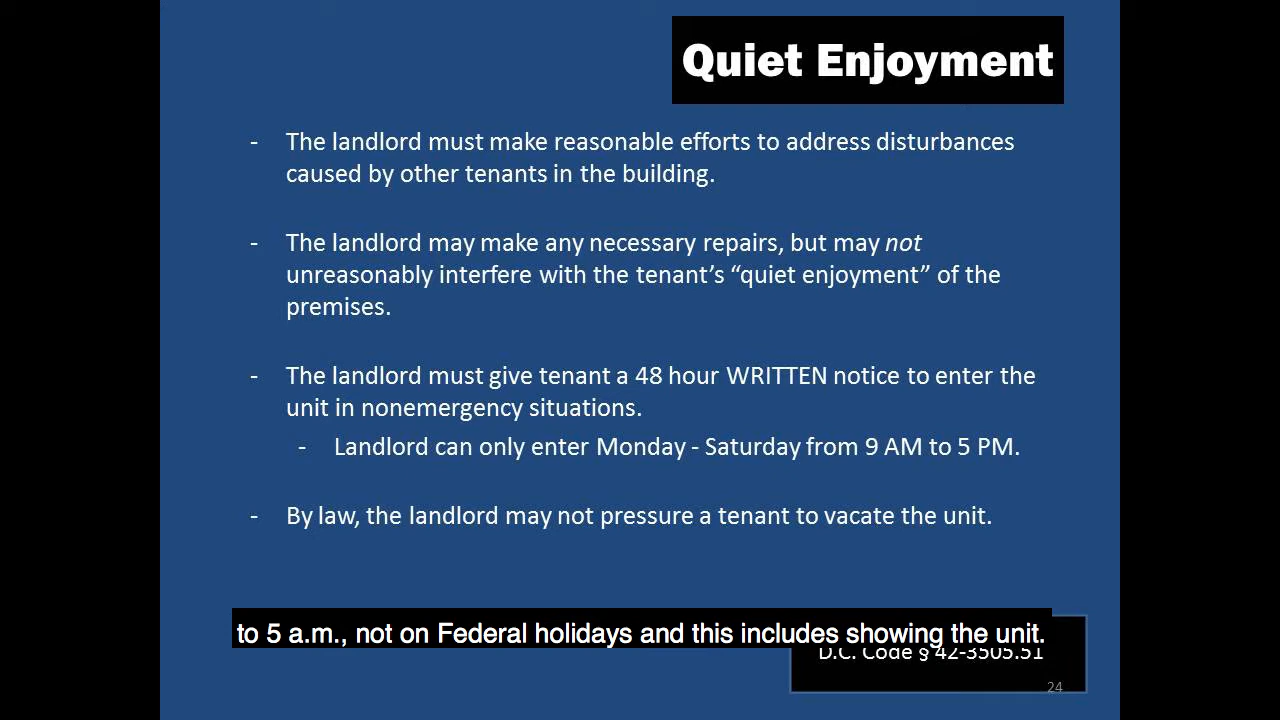 Quiet Enjoyment
- The landlord must make reasonable efforts to address disturbances
caused by other tenants in the building.
- The landlord may make any necessary repairs, but may not
unreasonably interfere with the tenant’s “quiet enjoyment” of the
premises.
- The landlord must give tenant a 48 hour WRITTEN notice to enter the
unit in nonemergency situations.
- Landlord can only enter Monday - Saturday from 9 AM to 5 PM.
- By law, the landlord may not pressure a tenant to vacate the unit.
to 5 a.m., not on Federal holidays and this includes showing the unit.
D.C. Code § 42-3505.51
24